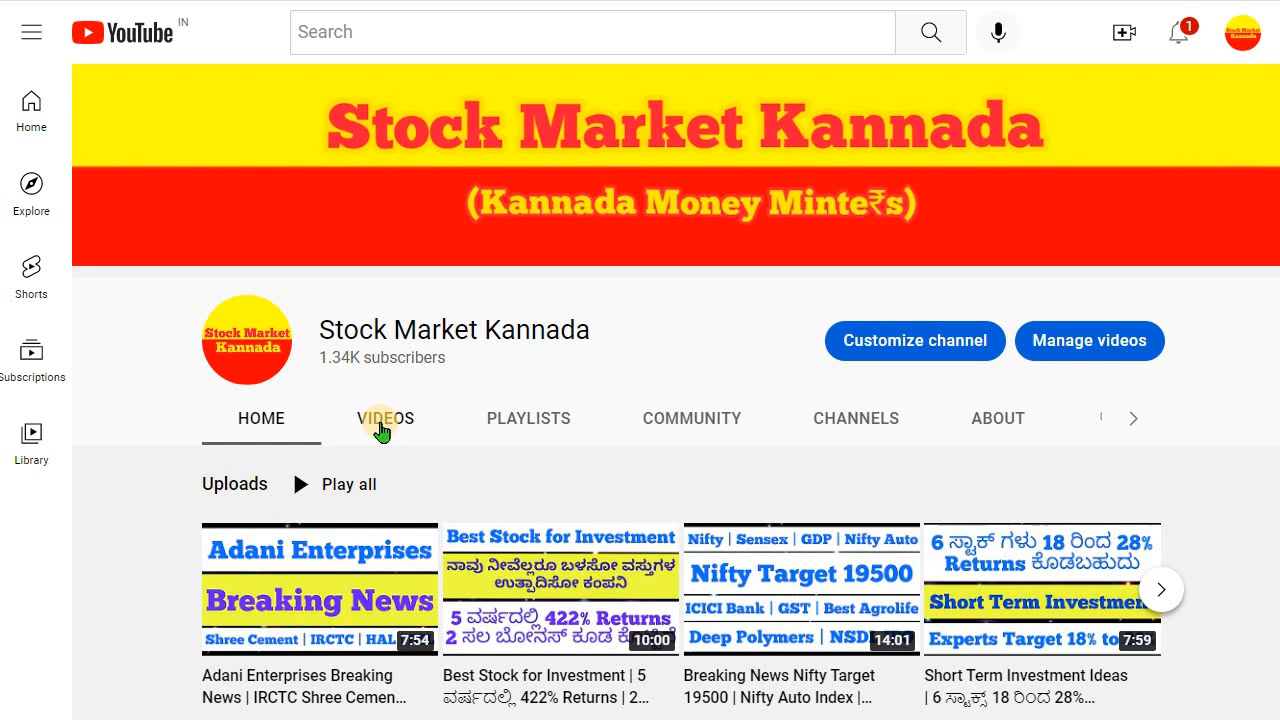 YouTube IN
Search
1
Stock Market Kannada
Home
Stock Market Kannada
(Kannada Money Minte₹s)
Explore
Shorts
Subscriptions
Library
Stock Market
Kannada
Stock Market Kannada
1.34K subscribers
Customize channel
Manage videos
HOME VIDEOS PLAYLISTS COMMUNITY CHANNELS ABOUT
Uploads Play all
Adani Enterprises
Breaking News
Shree Cement | IRCTC | HAL
7:54
Adani Enterprises Breaking
News | IRCTC Shree Cemen...
Best Stock for Investment
ನಾವು ನೀವೆಲ್ಲರೂ ಬಳಸೋ ವಸ್ತುಗಳ
ಉತ್ಪಾದಿಸೋ ಕಂಪನಿ
5 ವರ್ಷದಲ್ಲಿ 422% Returns
2 ಸಲ ಬೋನಸ್ ಕೂಡ
10:00
Best Stock for Investment | 5
ವರ್ಷದಲ್ಲಿ 422% Returns | 2...
Nifty | Sensex | GDP | Nifty Auto
Nifty Target 19500
ICICI Bank | GST | Best Agrolife
Deep Polymers | NSD
14:01
Breaking News Nifty Target
19500 | Nifty Auto Index |...
6 ಸ್ಟಾಕ್ ಗಳು 18 ರಿಂದ 28%
Returns ಕೊಡಬಹುದು
Short Term Investmen
Experts Target 18% to
7:59
Short Term Investment Ideas
| 6 ಸ್ಟಾಕ್ಸ್ 18 ರಿಂದ 28%...